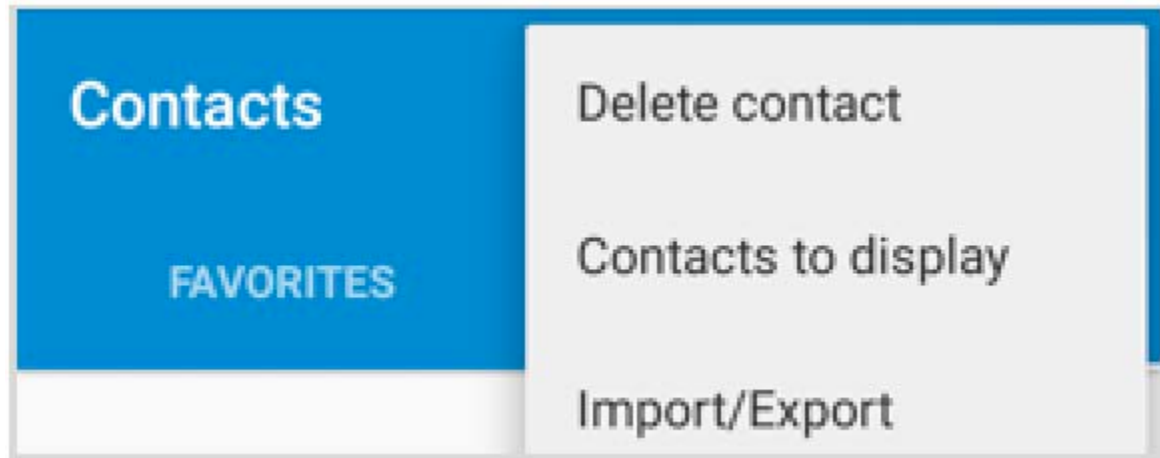 Contacts
FAVORITES
Delete contact
Contacts to display
Import/Export